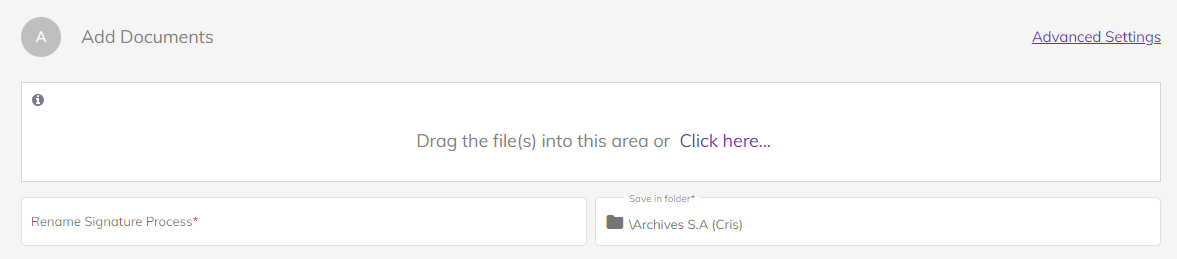 A
Add Documents
Advanced Settings
Drag the file(s) into this area or Click here...
Rename Signature Process*
Save in folder*
\Archives S.A (Cris)